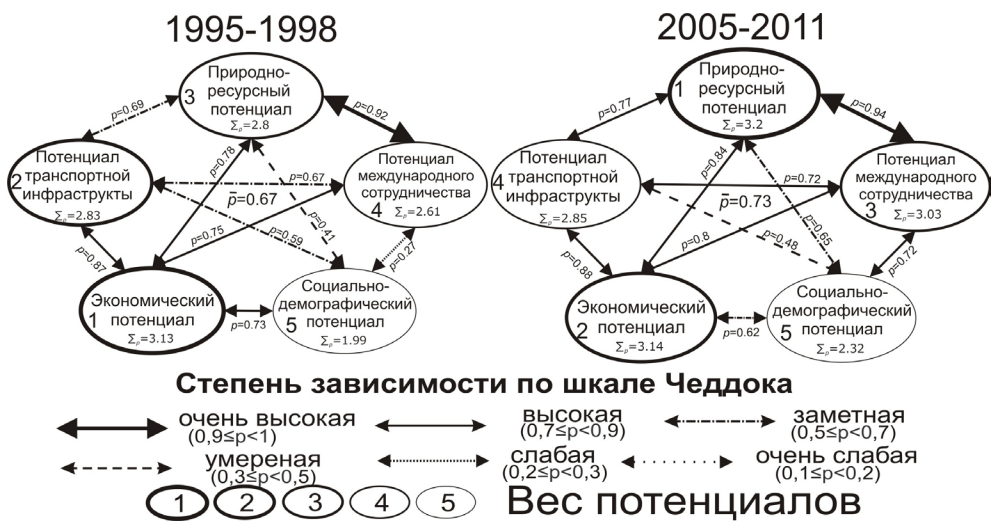 1995-1998
2005-2011
Природно-
3 ресурсный
потенциал
Σp=2.8
p=0.69
p=0.92
Потенциал
2 транспортной
инфраструкты
Σp=2.83
p=0.78
p=0.67
Потенциал
международного
сотрудничества
4 Σp=2.61
p̅=0.67
p=0.75
p=0.59
p=0.41
p=0.27
p=0.87
Экономический
1 потенциал
Σp=3.13
p=0.73
Социально-
демографический
5 потенциал
Σp=1.99
Природно-
1 ресурсный
потенциал
Σp=3.2
p=0.77
p=0.94
Потенциал
4 транспортной
инфраструкты
Σp=2.85
p=0.84
p=0.72
Потенциал
международного
сотрудничества
3 Σp=3.03
p̅=0.73
p=0.8
p=0.48
p=0.65
p=0.72
p=0.88
Экономический
2 потенциал
Σp=3.14
p=0.62
Социально-
демографический
потенциал
5 Σp=2.32
Степень зависимости по шкале Чеддока
очень высокая
(0,9≤p<1)
высокая
(0,7≤p<0,9)
заметная
(0,5≤p<0,7)
умереная
(0,3≤p<0,5)
слабая
(0,2≤p<0,3)
очень слабая
(0,1≤p<0,2)
1 2 3 4 5 Вес потенциалов